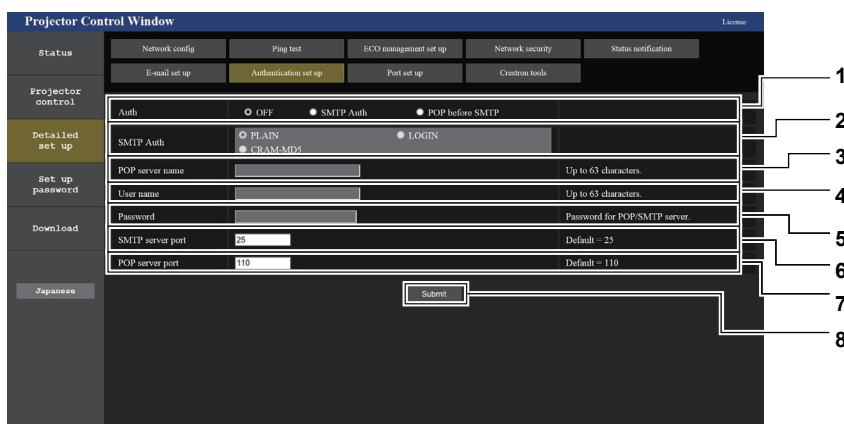 Projector Control Window
License
Status
Network config
Ping test
ECO management set up
Network security
Status notification
E-mail set up
Authentication set up
Port set up
Crestron tools
Projector
control
Detailed
set up
Set up
password
Download
Japanese
Auth
OFF
SMTP Auth
POP before SMTP
SMTP Auth
PLAIN
LOGIN
CRAM-MD5
POP server name
Up to 63 characters.
User name
Up to 63 characters.
Password
Password for POP/SMTP server.
SMTP server port
25
Default = 25
POP server port
110
Default = 110
Submit
1
2
3
4
5
6
7
8